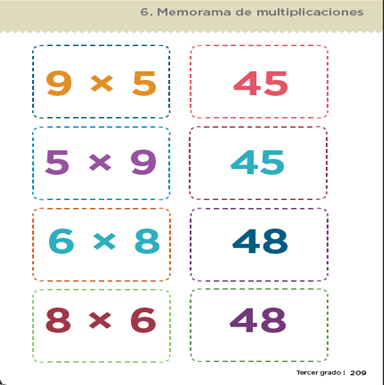 6. Memorama de multiplicaciones
9 × 5 45
5 × 9 45
6 × 8 48
8 × 6 48
Tercer grado | 209